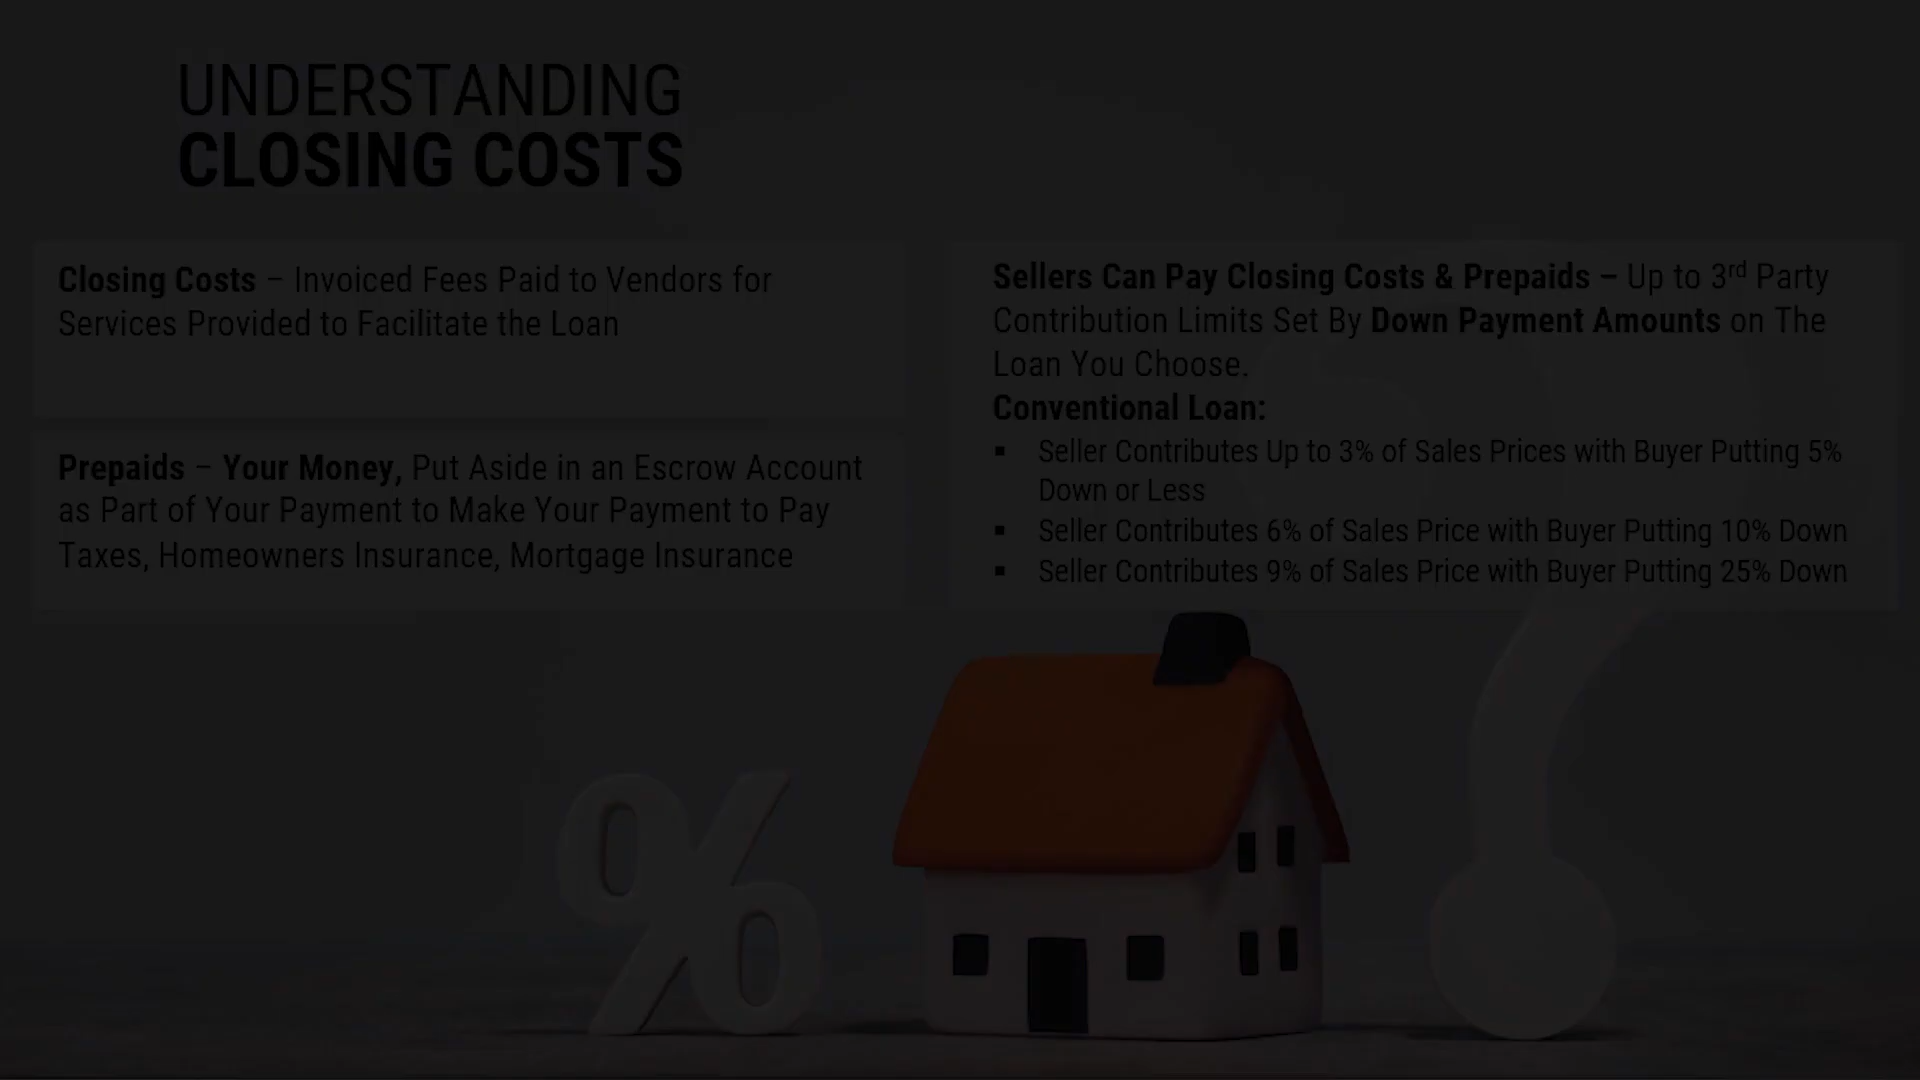 UNDERSTANDING
CLOSING COSTS
Closing Costs – Invoiced Fees Paid to Vendors for
Services Provided to Facilitate the Loan
Prepaids – Your Money, Put Aside in an Escrow Account
as Part of Your Payment to Make Your Payment to Pay
Taxes, Homeowners Insurance, Mortgage Insurance
Sellers Can Pay Closing Costs & Prepaids – Up to 3rd Party
Contribution Limits Set By Down Payment Amounts on The
Loan You Choose.
Conventional Loan:
▪ Seller Contributes Up to 3% of Sales Prices with Buyer Putting 5%
Down or Less
▪ Seller Contributes 6% of Sales Price with Buyer Putting 10% Down
▪ Seller Contributes 9% of Sales Price with Buyer Putting 25% Down
%